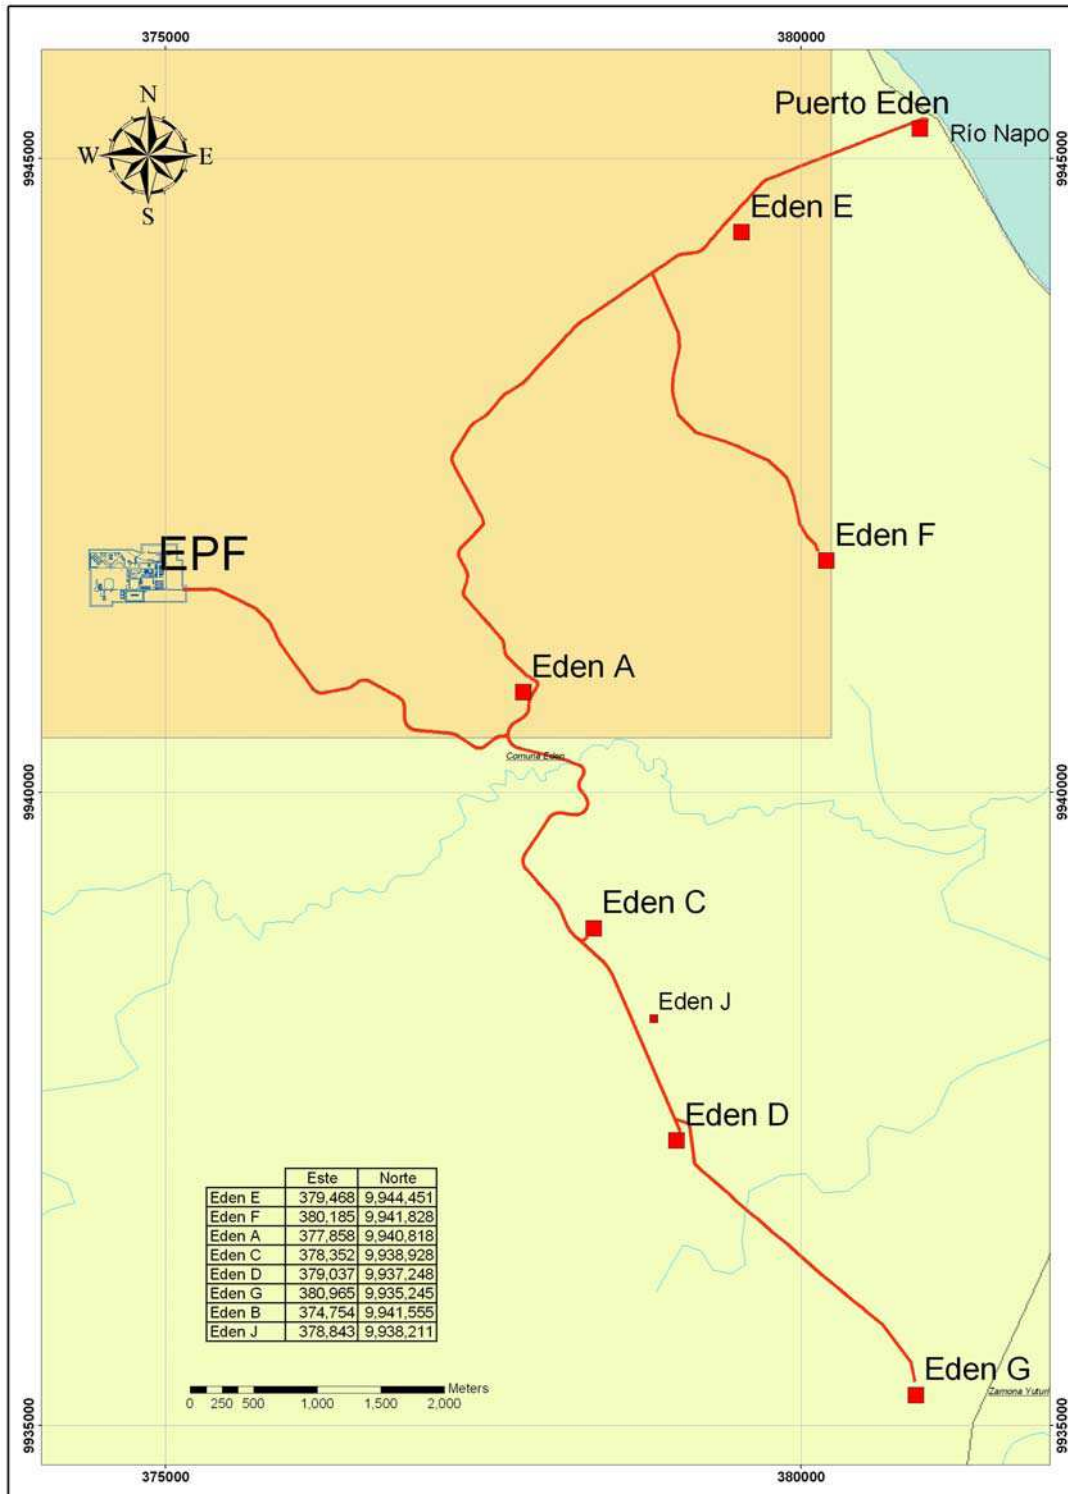 375000 380000
N
W E
S
Puerto Eden
Río Napo
9945000 9945000
Eden E
EPF
Eden F
Eden A
Comuna Eden
9940000 9940000
Eden C
Eden J
Eden D
Este Norte
Eden E 379,468 9,944,451
Eden F 380,185 9,941,828
Eden A 377,858 9,940,818
Eden C 378,352 9,938,928
Eden D 379,037 9,937,248
Eden G 380,965 9,935,245
Eden B 374,754 9,941,555
Eden J 378,843 9,938,211
Eden G
Zamona Yuturi
Meters
0 250 500 1,000 1,500 2,000
9935000 9935000
375000 380000